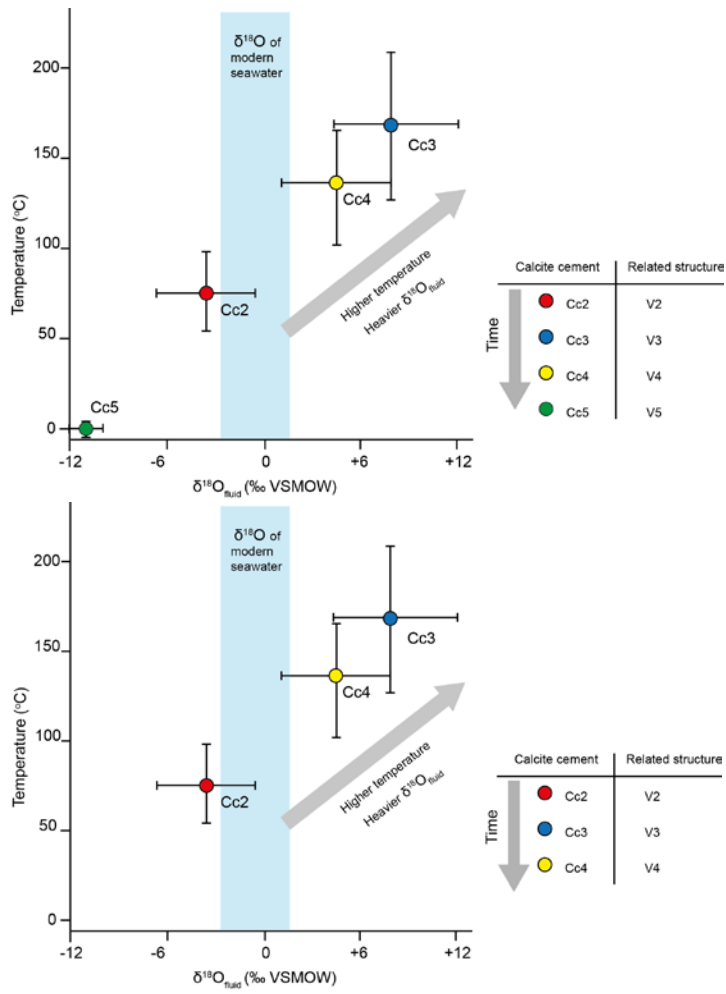 δ¹⁸O of
modern
seawater
200
150
100
50
0
Temperature (°C)
Cc3
Cc4
Cc2
Cc5
Higher temperature
Heavier δ¹⁸O_fluid
-12
-6
0
+6
+12
δ¹⁸O_fluid (‰ VSMOW)
Calcite cement Related structure
Time
Cc2 V2
Cc3 V3
Cc4 V4
Cc5 V5
δ¹⁸O of
modern
seawater
200
150
100
50
0
Temperature (°C)
Cc3
Cc4
Cc2
Higher temperature
Heavier δ¹⁸O_fluid
-12
-6
0
+6
+12
δ¹⁸O_fluid (‰ VSMOW)
Calcite cement Related structure
Time
Cc2 V2
Cc3 V3
Cc4 V4